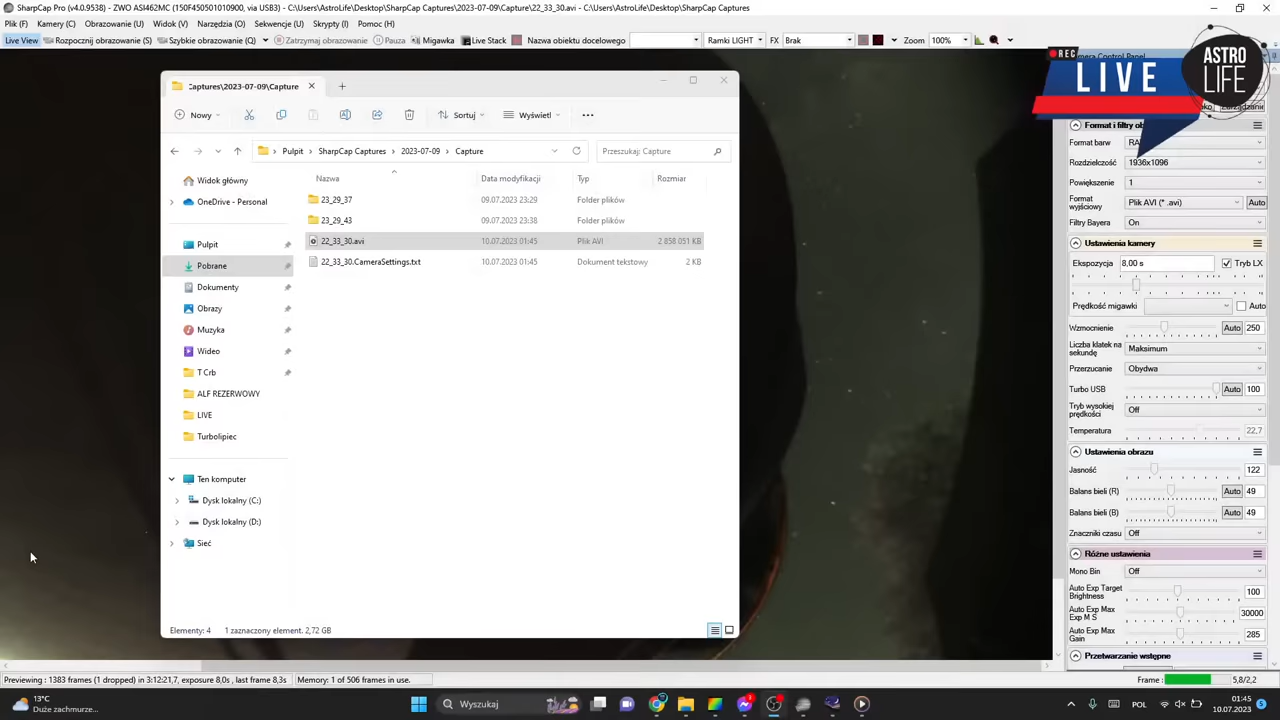 SharpCap Pro (v4.0.9538) - ZWO ASI462MC (150F450501010900, via USB3) - C:\Users\AstroLife\Desktop\SharpCap Captures\2023-07-09\Capture\22_33_30.avi - C:\Users\AstroLife\Desktop\SharpCap Captures
Plik (F) Kamery (C) Obrazowanie (U) Widok (V) Narzędzia (O) Sekwencje (U) Skrypty (I) Pomoc (H)
Live View Rozpocznij obrazowanie (S) Szybkie obrazowanie (Q) Zatrzymaj obrazowanie Pauza Migawka Live Stack Nazwa obiektu docelowego Ramki LIGHT FX Brak Zoom 100%
REC
LIVE
ASTRO
LIFE
Captures\2023-07-09\Capture
Nowy Sortuj Wyświetl
Pulpit SharpCap Captures 2023-07-09 Capture Przeszukaj: Capture
Nazwa Data modyfikacji Typ Rozmiar
23_29_37 09.07.2023 23:29 Folder plików
23_29_43 09.07.2023 23:38 Folder plików
22_33_30.avi 10.07.2023 01:45 Plik AVI 2 858 051 KB
22_33_30.CameraSettings.txt 10.07.2023 01:45 Dokument tekstowy 2 KB
Widok główny
OneDrive - Personal
Pulpit
Pobrane
Dokumenty
Obrazy
Muzyka
Wideo
T Crb
ALF REZERWOWY
LIVE
Turbolipiec
Ten komputer
Dysk lokalny (C:)
Dysk lokalny (D:)
Sieć
Elementy: 4 1 zaznaczony element. 2,72 GB
Format i filtry
Format barw
Rozdzielczość 1936x1096
Powiększenie 1
Format wyjściowy Plik AVI (*.avi) Auto
Filtry Bayera On
Ustawienia kamery
Ekspozycja 8,00 s Tryb LX
Prędkość migawki Auto
Wzmocnienie Auto 250
Liczba klatek na sekundę Maksimum
Przerzucanie Obydwa
Turbo USB Auto 100
Tryb wysokiej prędkości Off
Temperatura 22,7
Ustawienia obrazu
Jasność 122
Balans bieli (R) Auto 49
Balans bieli (B) Auto 49
Znaczniki czasu Off
Różne ustawienia
Mono Bin Off
Auto Exp Target Brightness 100
Auto Exp Max Exp M S 30000
Auto Exp Max Gain 285
Przetwarzanie wstępne
Previewing : 1383 frames (1 dropped) in 3:12:21,7, exposure 8,0s , last frame 8,3s Memory: 1 of 506 frames in use. Frame : 5,8/2,2
13°C
Duże zachmurze...
Wyszukaj
POL
01:45
10.07.2023